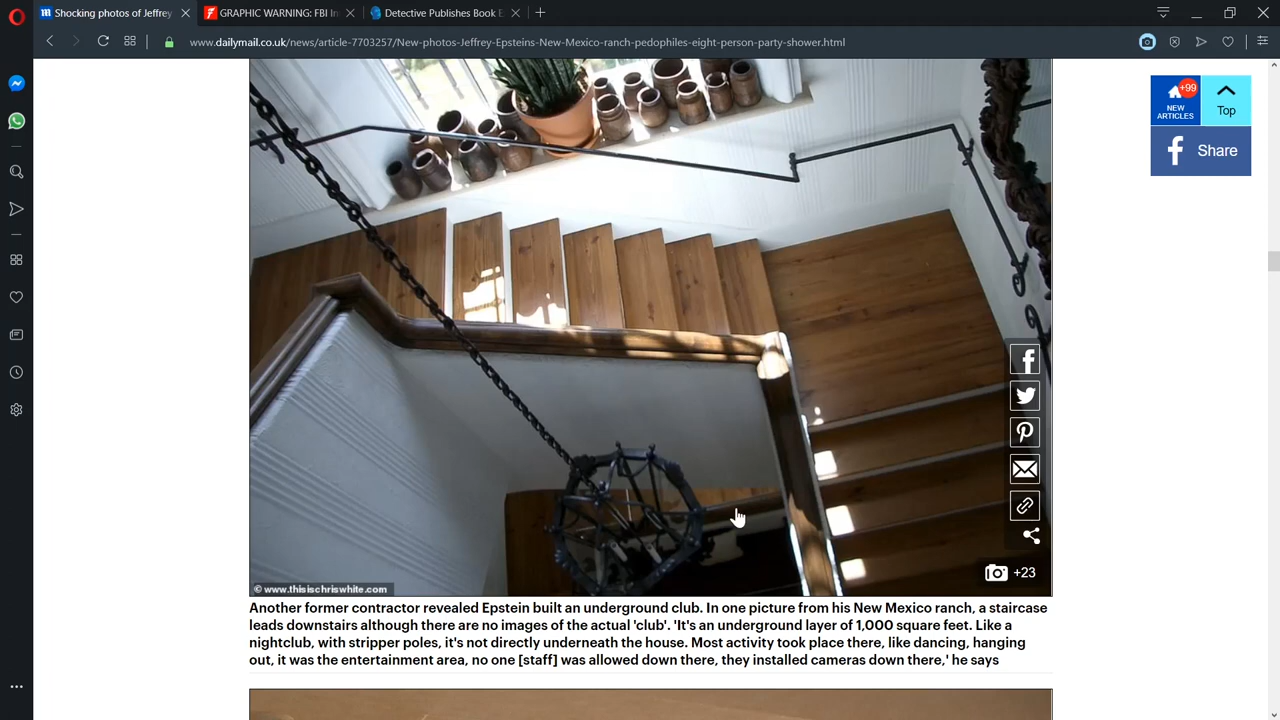 Shocking photos of Jeffrey
GRAPHIC WARNING: FBI In
Detective Publishes Book E
www.dailymail.co.uk/news/article-7703257/New-photos-Jeffrey-Epsteins-New-Mexico-ranch-pedophiles-eight-person-party-shower.html
+99
NEW
ARTICLES
Top
Share
+23
© www.thisischriswhite.com
Another former contractor revealed Epstein built an underground club. In one picture from his New Mexico ranch, a staircase
leads downstairs although there are no images of the actual 'club'. 'It's an underground layer of 1,000 square feet. Like a
nightclub, with stripper poles, it's not directly underneath the house. Most activity took place there, like dancing, hanging
out, it was the entertainment area, no one [staff] was allowed down there, they installed cameras down there,' he says